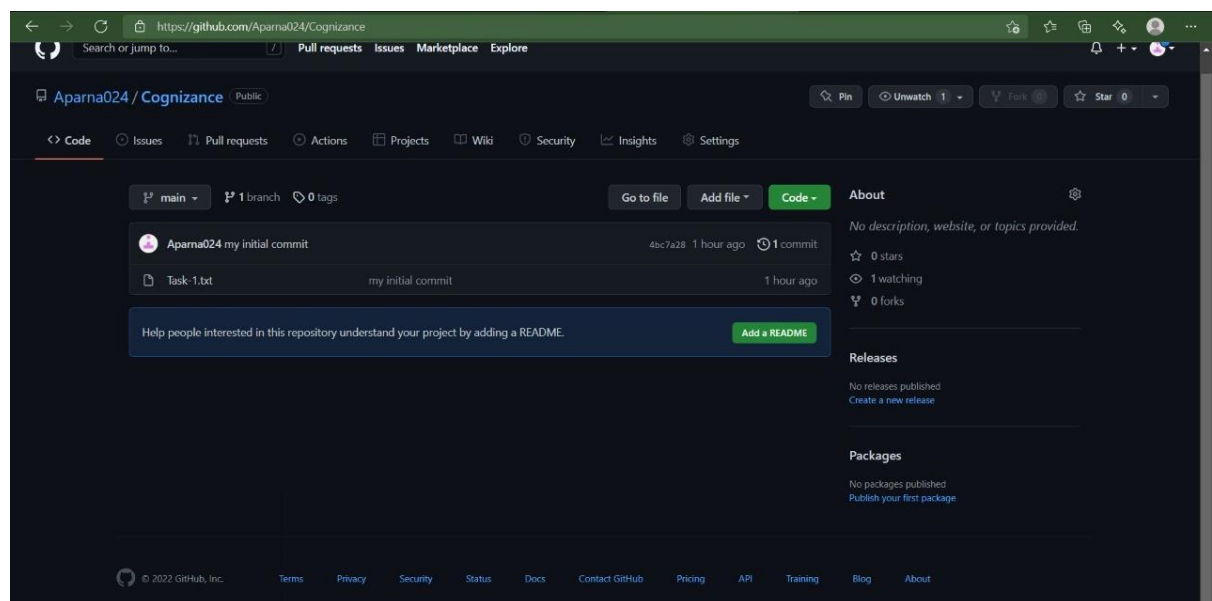 https://github.com/Aparna024/Cognizance
Search or jump to... / Pull requests Issues Marketplace Explore
Aparna024 / Cognizance Public Pin Unwatch 1 Fork 0 Star 0
<> Code Issues Pull requests Actions Projects Wiki Security Insights Settings
main 1 branch 0 tags Go to file Add file Code
Aparna024 my initial commit 4bc7a28 1 hour ago 1 commit
Task-1.txt my initial commit 1 hour ago
Help people interested in this repository understand your project by adding a README. Add a README
About
No description, website, or topics provided.
0 stars
1 watching
0 forks
Releases
No releases published
Create a new release
Packages
No packages published
Publish your first package
© 2022 GitHub, Inc. Terms Privacy Security Status Docs Contact GitHub Pricing API Training Blog About